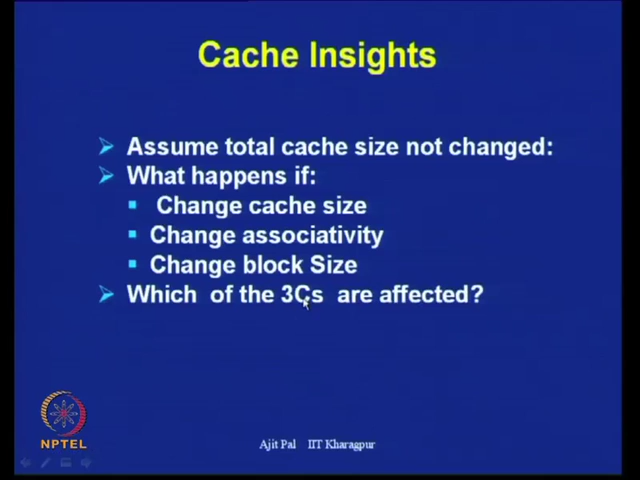 Cache Insights
Assume total cache size not changed:
What happens if:
Change cache size
Change associativity
Change block Size
Which of the 3Cs are affected?
NPTEL
Ajit Pal IIT Kharagpur